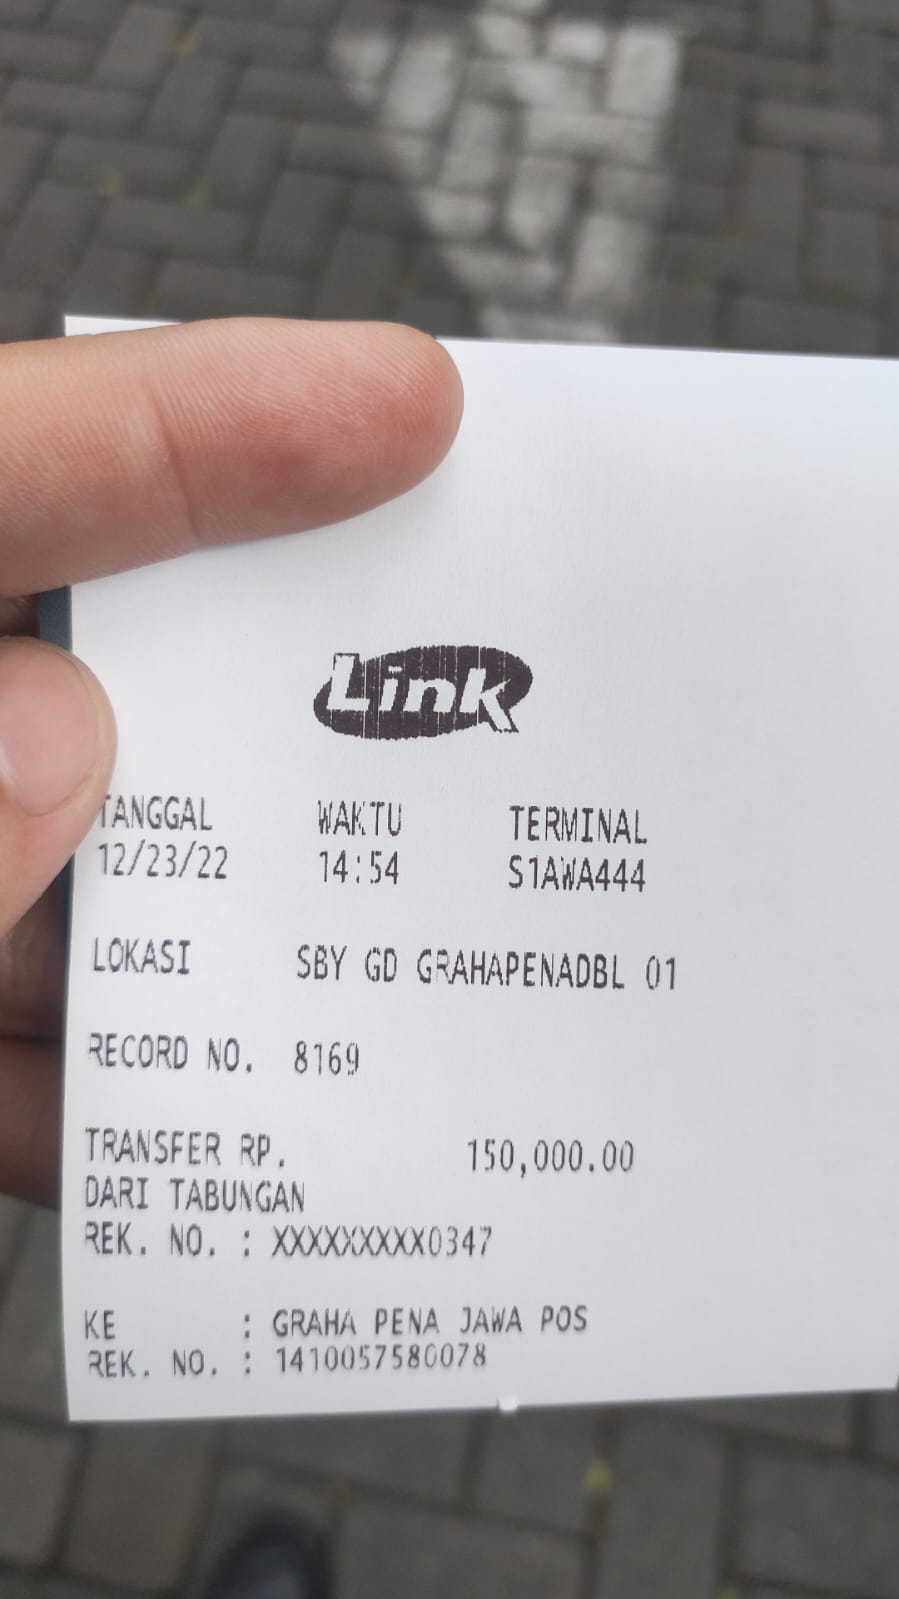 Link
TANGGAL WAKTU TERMINAL
12/23/22 14:54 S1AWA444
LOKASI SBY GD GRAHAPENADBL 01
RECORD NO. 8169
TRANSFER RP. 150,000.00
DARI TABUNGAN
REK. NO. : XXXXXXXXX0347
KE : GRAHA PENA JAWA POS
REK. NO. : 1410057580078